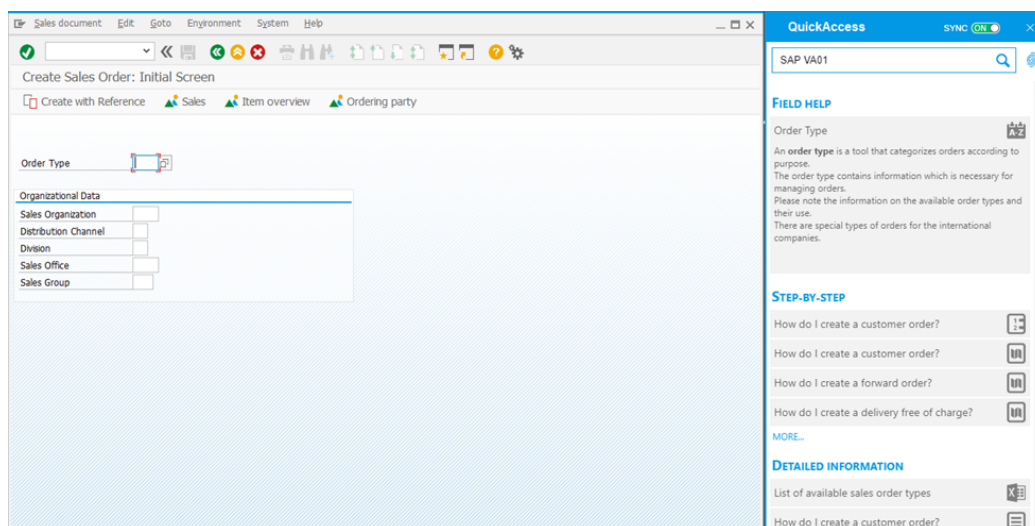 Sales document Edit Goto Environment System Help
Create Sales Order: Initial Screen
Create with Reference Sales Item overview Ordering party
Order Type
Organizational Data
Sales Organization
Distribution Channel
Division
Sales Office
Sales Group
QuickAccess SYNC ON
SAP VA01
FIELD HELP
Order Type A-Z
An order type is a tool that categorizes orders according to
purpose.
The order type contains information which is necessary for
managing orders.
Please note the information on the available order types and
their use.
There are special types of orders for the international
companies.
STEP-BY-STEP
How do I create a customer order?
How do I create a customer order?
How do I create a forward order?
How do I create a delivery free of charge?
MORE...
DETAILED INFORMATION
List of available sales order types
How do I create a customer order?